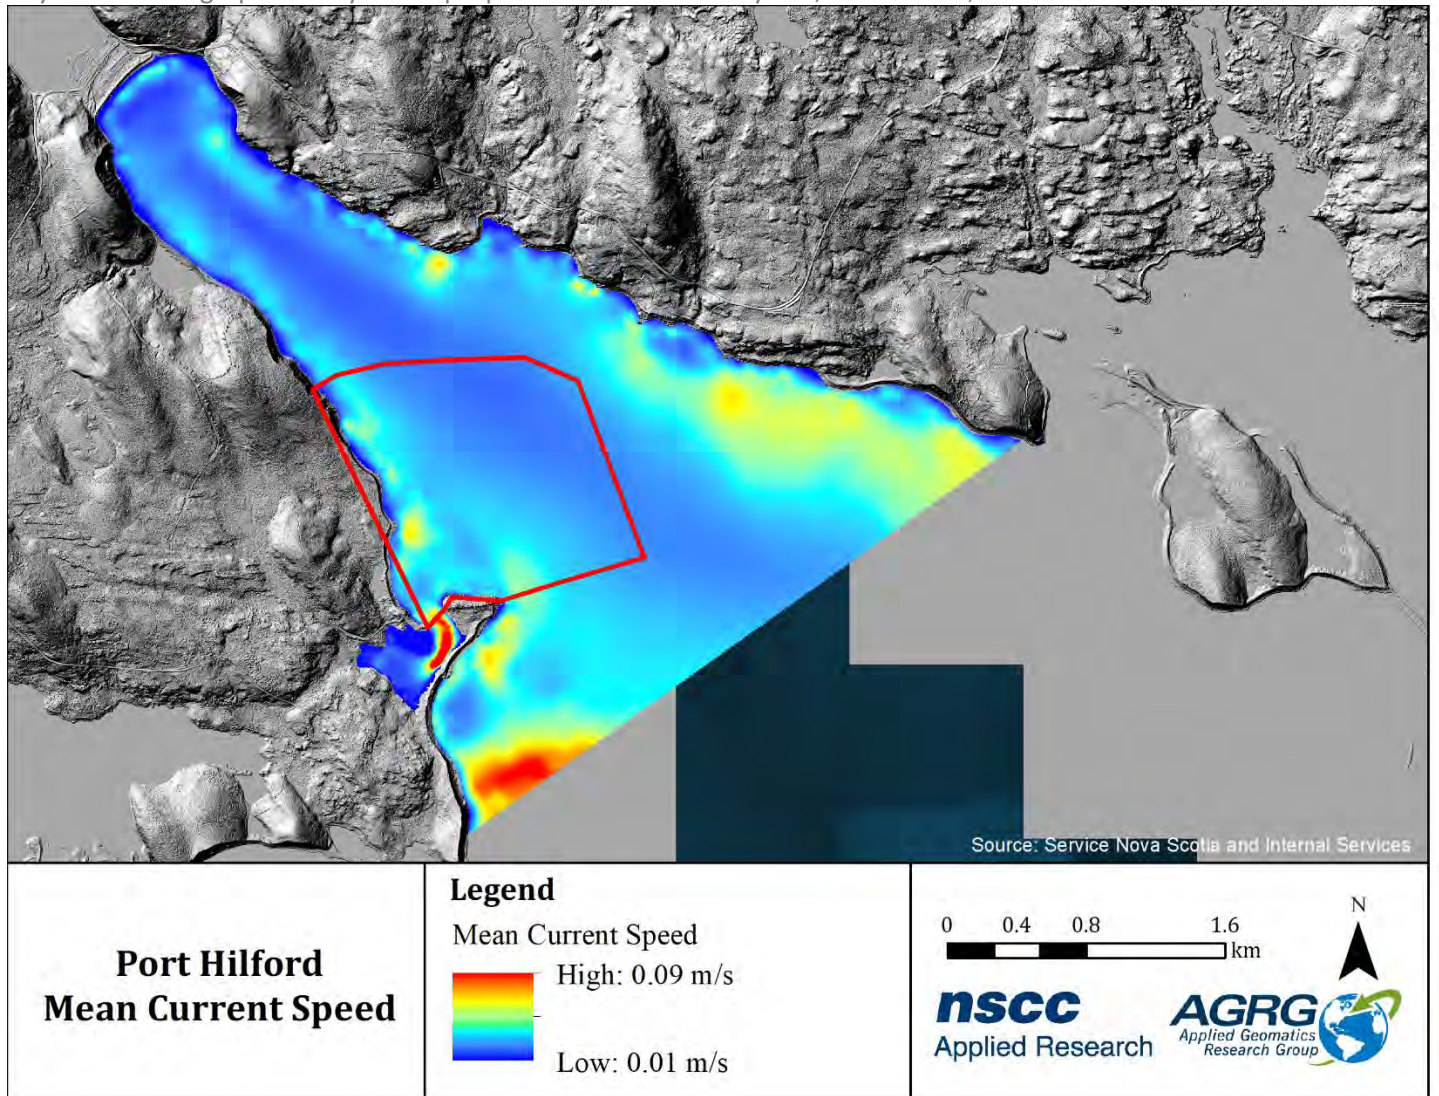 Source: Service Nova Scotia and Internal Services
Port Hilford
Mean Current Speed
Legend
Mean Current Speed
High: 0.09 m/s
Low: 0.01 m/s
0 0.4 0.8 1.6
km
N
nscc
Applied Research
AGRG
Applied Geomatics
Research Group